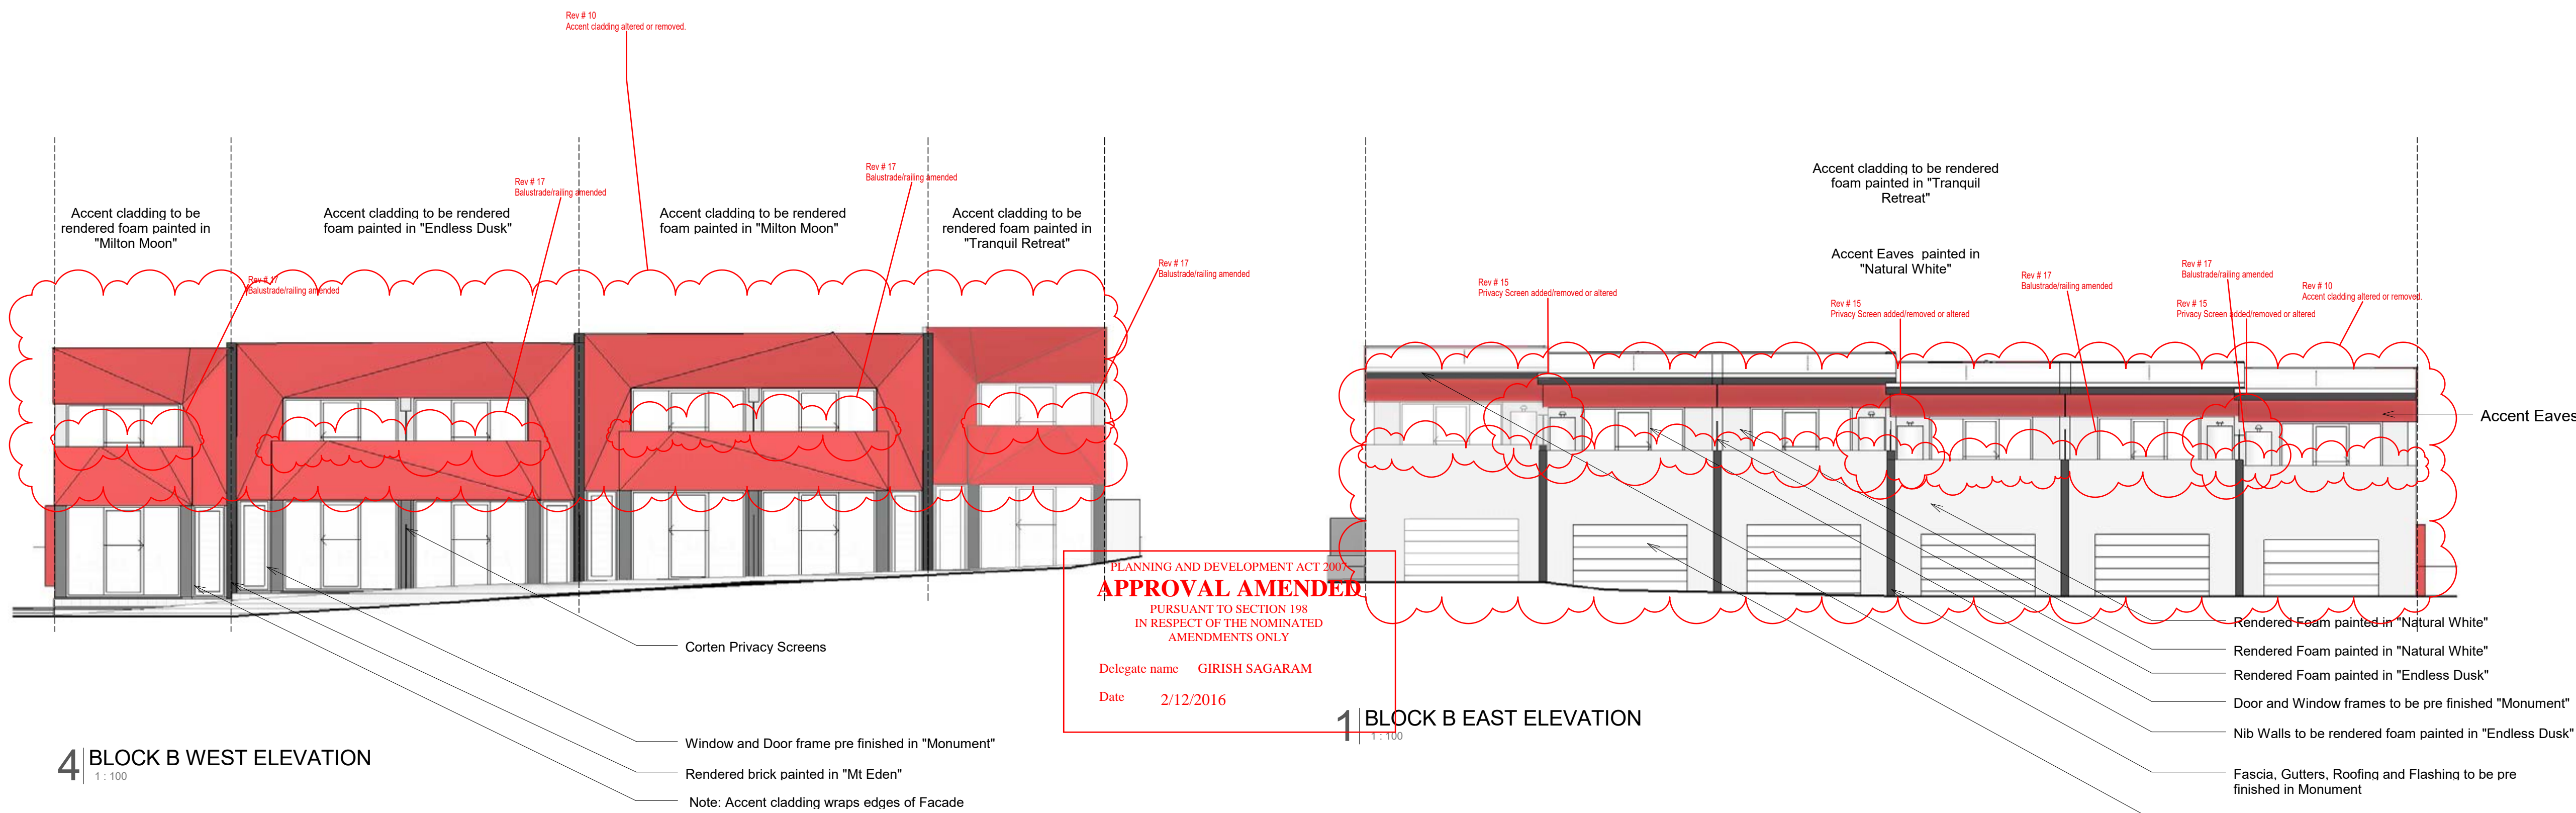 Rev # 10
Accent cladding altered or removed.
Rev # 17
Balustrade/railing amended
Rev # 17
Balustrade/railing amended
Accent cladding to be
rendered foam painted in
"Milton Moon"
Accent cladding to be rendered
foam painted in "Endless Dusk"
Accent cladding to be rendered
foam painted in "Milton Moon"
Accent cladding to be
rendered foam painted in
"Tranquil Retreat"
Rev # 17
Balustrade/railing amended
Rev # 17
Balustrade/railing amended
Corten Privacy Screens
Window and Door frame pre finished in "Monument"
Rendered brick painted in "Mt Eden"
Note: Accent cladding wraps edges of Facade
4
BLOCK B WEST ELEVATION
1 : 100
PLANNING AND DEVELOPMENT ACT 2007
APPROVAL AMENDED
PURSUANT TO SECTION 198
IN RESPECT OF THE NOMINATED
AMENDMENTS ONLY
Delegate name GIRISH SAGARAM
Date 2/12/2016
Accent cladding to be rendered
foam painted in "Tranquil
Retreat"
Accent Eaves painted in
"Natural White"
Rev # 15
Privacy Screen added/removed or altered
Rev # 15
Privacy Screen added/removed or altered
Rev # 17
Balustrade/railing amended
Rev # 17
Balustrade/railing amended
Rev # 15
Privacy Screen added/removed or altered
Rev # 10
Accent cladding altered or removed.
Accent Eaves
Rendered Foam painted in "Natural White"
Rendered Foam painted in "Natural White"
Rendered Foam painted in "Endless Dusk"
Door and Window frames to be pre finished "Monument"
Nib Walls to be rendered foam painted in "Endless Dusk"
Fascia, Gutters, Roofing and Flashing to be pre
finished in Monument
1
BLOCK B EAST ELEVATION
1 : 100